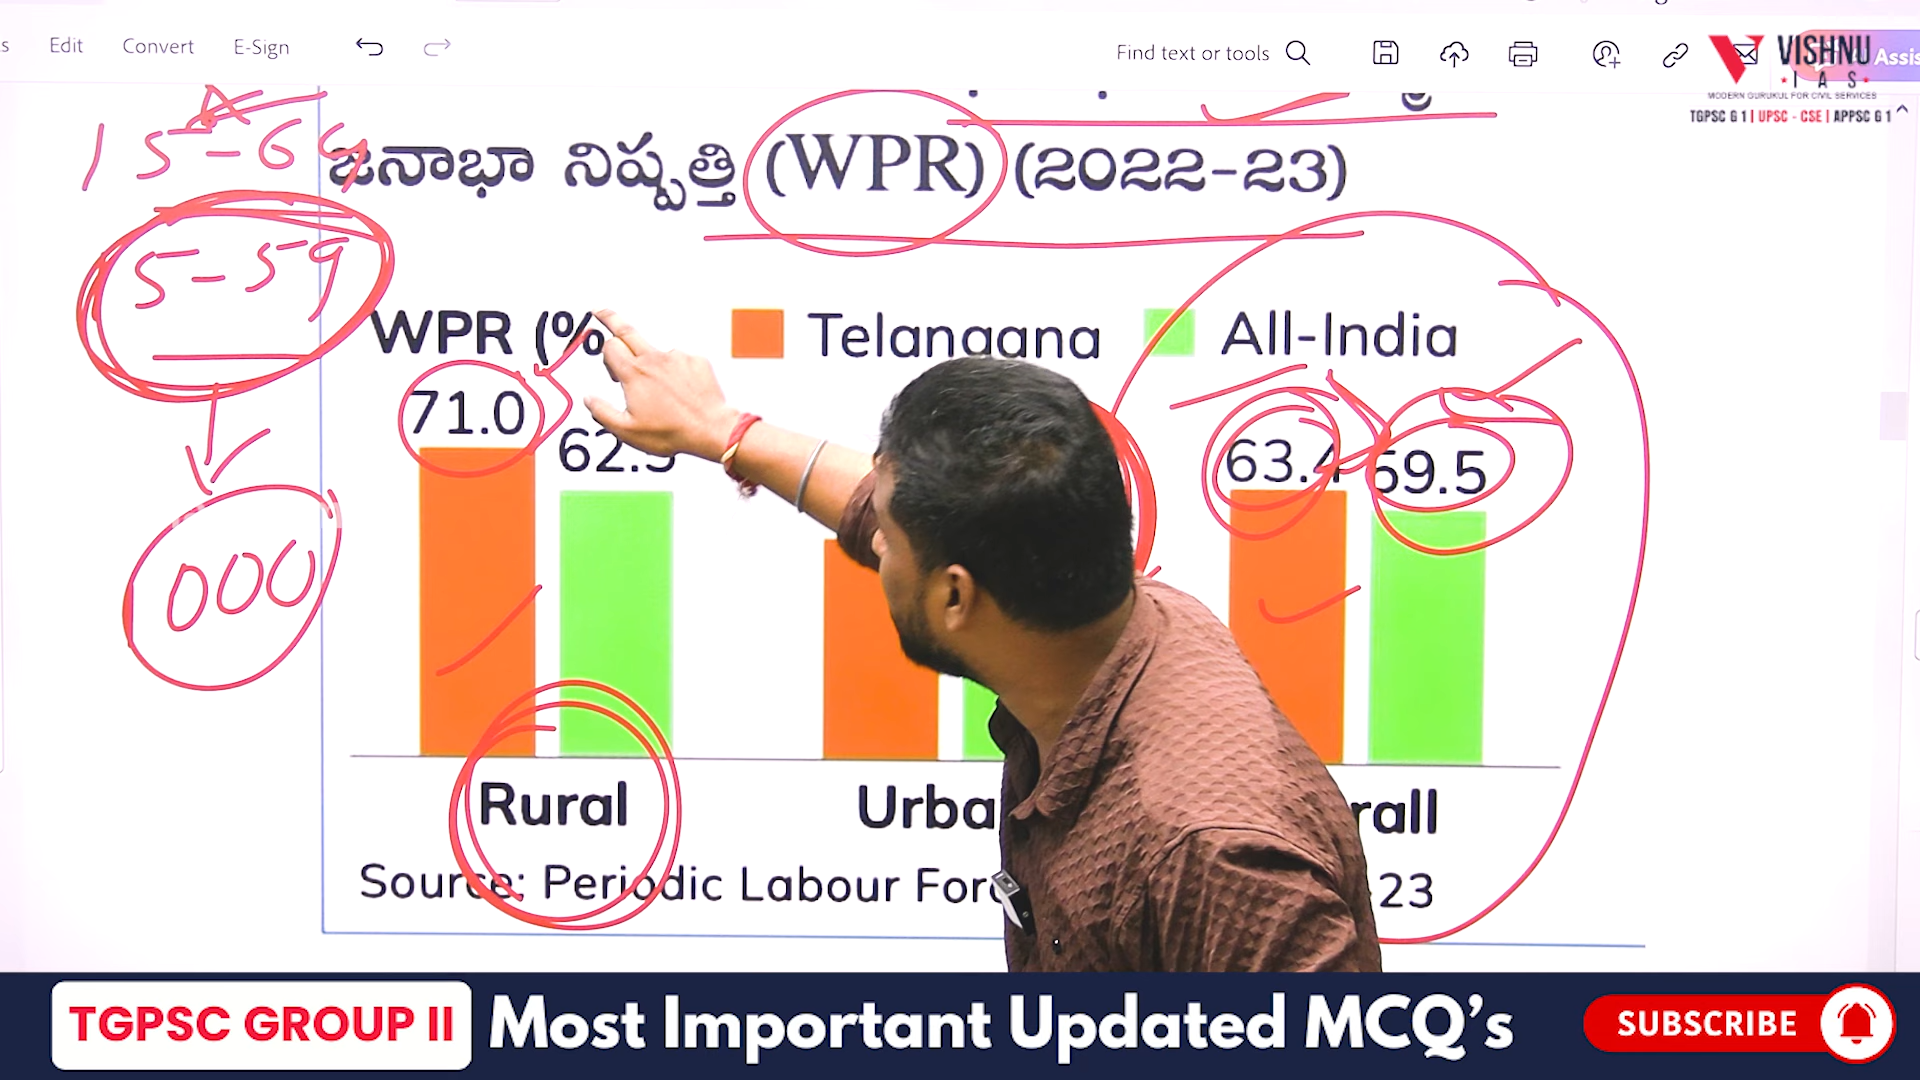 Edit Convert E-Sign Find text or tools
VISHNU
IAS
MODERN GURUKUL FOR CIVIL SERVICES
TGPSC G 1 | UPSC - CSE | APPSC G 1
Assis
15-64
జనాభా నిష్పత్తి (WPR) (2022-23)
5-59
WPR (% Telangana All-India
71.0 63.4 59.5
000
Rural
Source: Periodic Labour 23
TGPSC GROUP II Most Important Updated MCQ's SUBSCRIBE